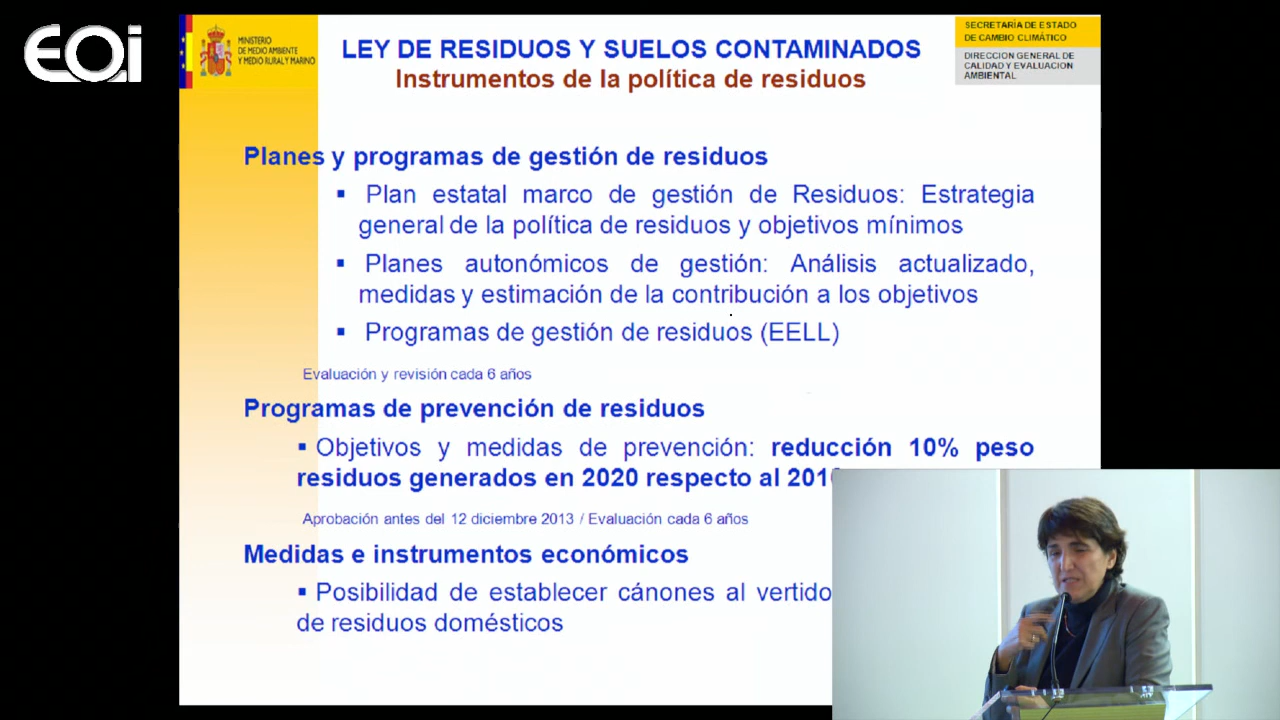 EOi
MINISTERIO
DE MEDIO AMBIENTE
Y MEDIO RURAL Y MARINO
LEY DE RESIDUOS Y SUELOS CONTAMINADOS
Instrumentos de la política de residuos
SECRETARÍA DE ESTADO
DE CAMBIO CLIMÁTICO
DIRECCION GENERAL DE
CALIDAD Y EVALUACION
AMBIENTAL
Planes y programas de gestión de residuos
▪ Plan estatal marco de gestión de Residuos: Estrategia
general de la política de residuos y objetivos mínimos
▪ Planes autonómicos de gestión: Análisis actualizado,
medidas y estimación de la contribución a los objetivos
▪ Programas de gestión de residuos (EELL)
Evaluación y revisión cada 6 años
Programas de prevención de residuos
▪ Objetivos y medidas de prevención: reducción 10% peso
residuos generados en 2020 respecto al
Aprobación antes del 12 diciembre 2013 / Evaluación cada 6 años
Medidas e instrumentos económicos
▪ Posibilidad de establecer cánones al vertido
de residuos domésticos